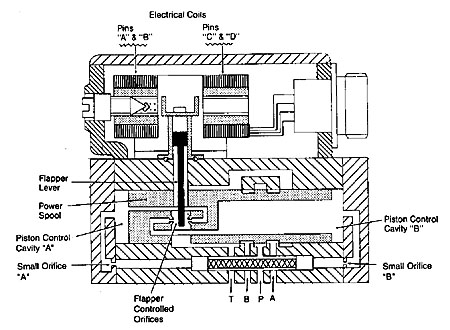 Electrical Coils
Pins
"A" & "B"
Pins
"C" & "D"
Flapper
Lever
Power
Spool
Piston Control
Cavity "A"
Piston Control
Cavity "B"
Small Orifice
"A"
Small Orifice
"B"
Flapper
Controlled
Orifices
T B P A